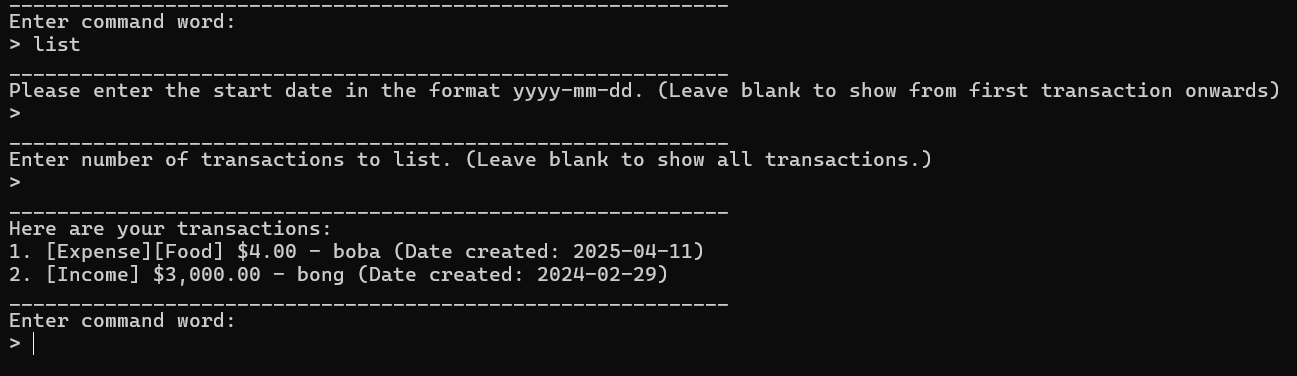 ____________________________________________________________
Enter command word:
> list
____________________________________________________________
Please enter the start date in the format yyyy-mm-dd. (Leave blank to show from first transaction onwards)
>
____________________________________________________________
Enter number of transactions to list. (Leave blank to show all transactions.)
>
____________________________________________________________
Here are your transactions:
1. [Expense][Food] $4.00 - boba (Date created: 2025-04-11)
2. [Income] $3,000.00 - bong (Date created: 2024-02-29)
____________________________________________________________
Enter command word:
>